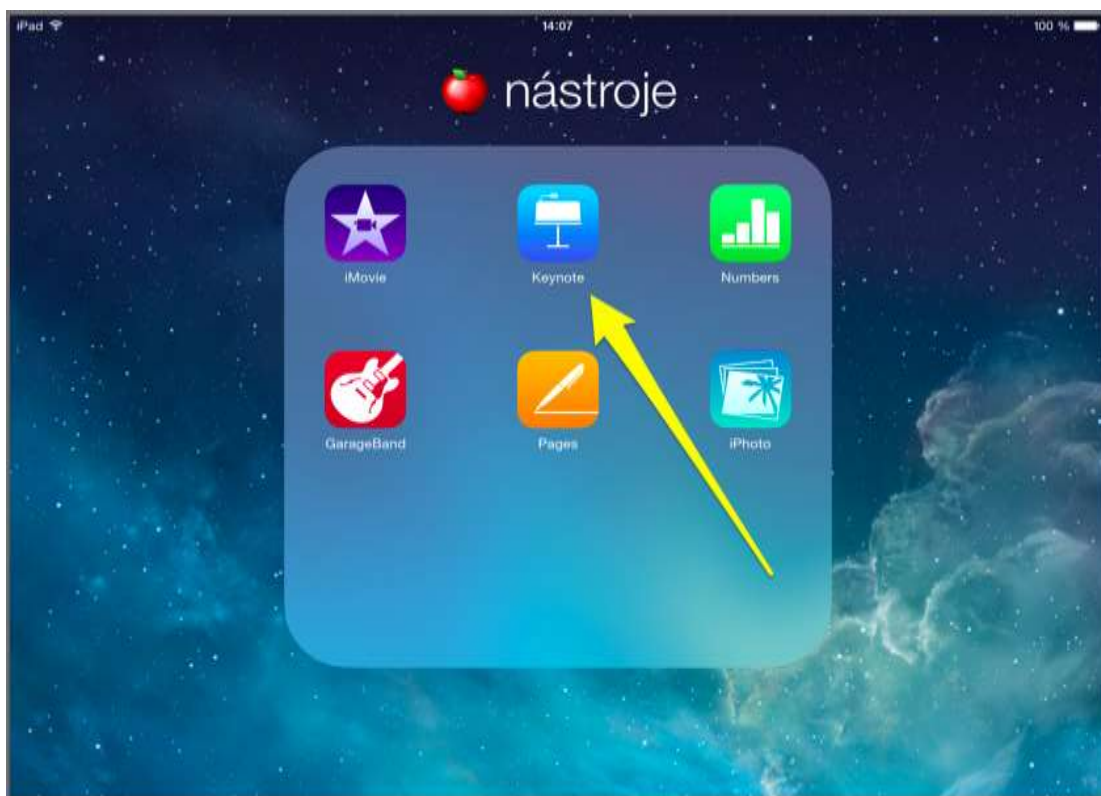 iPad 14:07 100 %
🍎 nástroje
iMovie Keynote Numbers
GarageBand Pages iPhoto